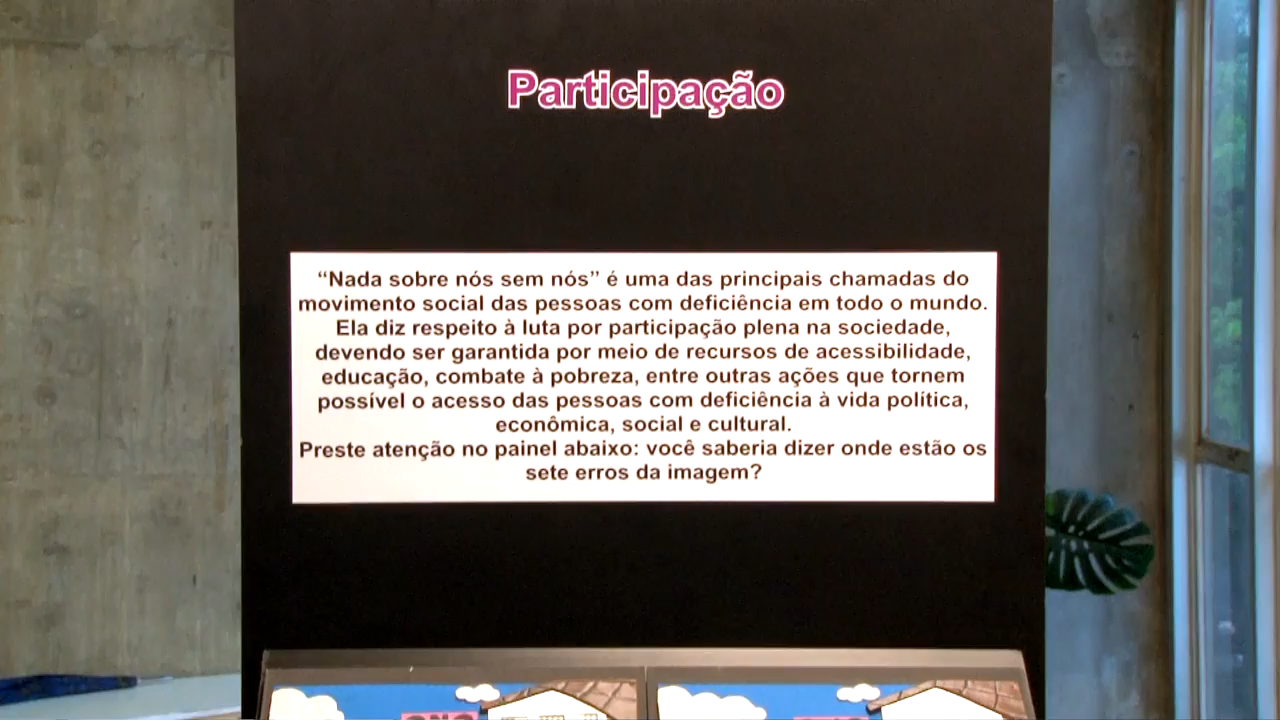 Participação
“Nada sobre nós sem nós” é uma das principais chamadas do
movimento social das pessoas com deficiência em todo o mundo.
Ela diz respeito à luta por participação plena na sociedade,
devendo ser garantida por meio de recursos de acessibilidade,
educação, combate à pobreza, entre outras ações que tornem
possível o acesso das pessoas com deficiência à vida política,
econômica, social e cultural.
Preste atenção no painel abaixo: você saberia dizer onde estão os
sete erros da imagem?